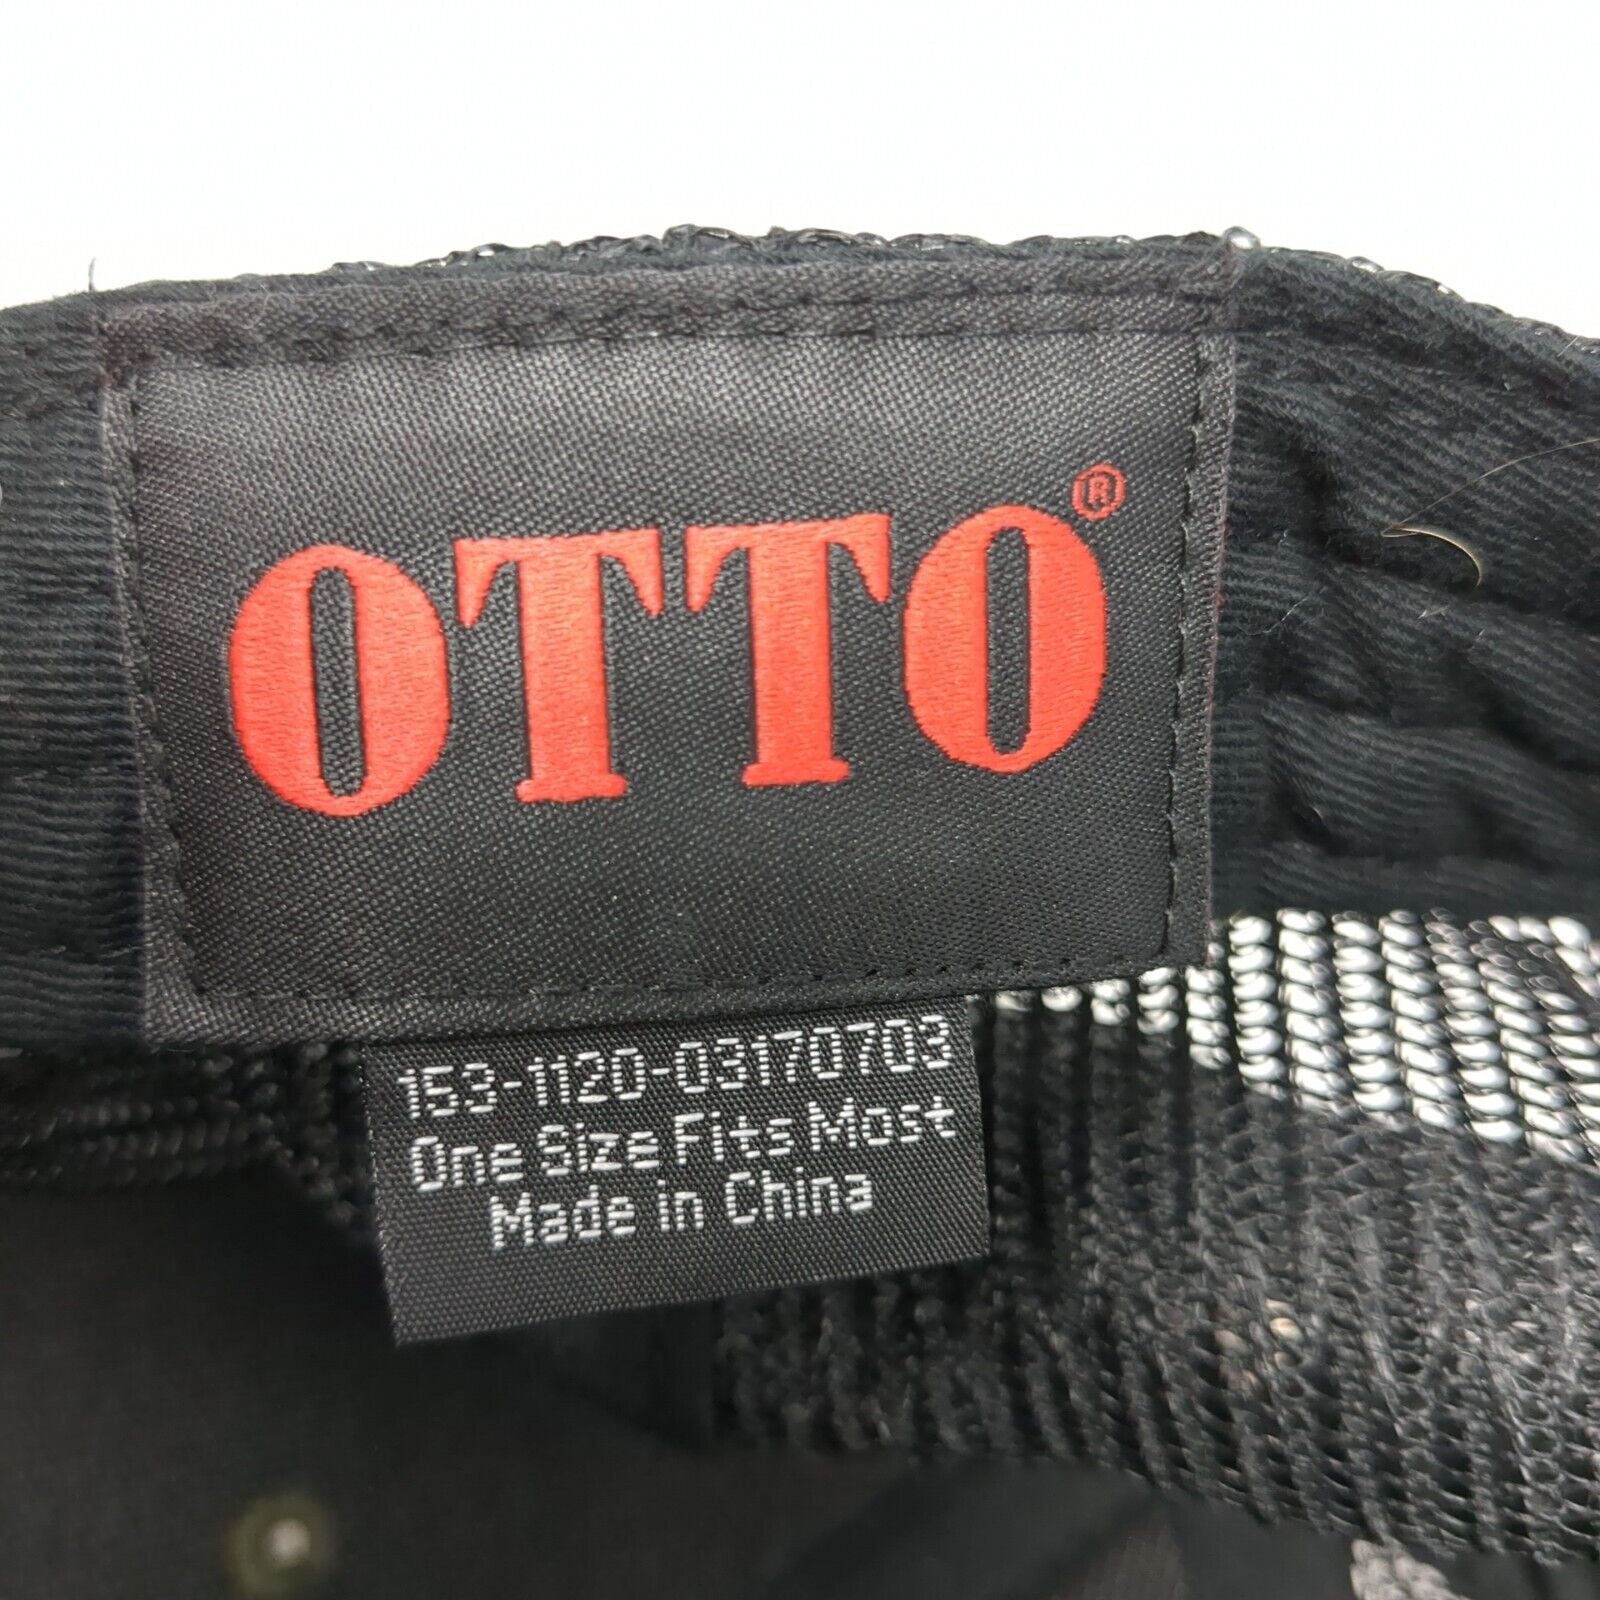 OTTO®
153-1120-03170703
One Size Fits Most
Made in China